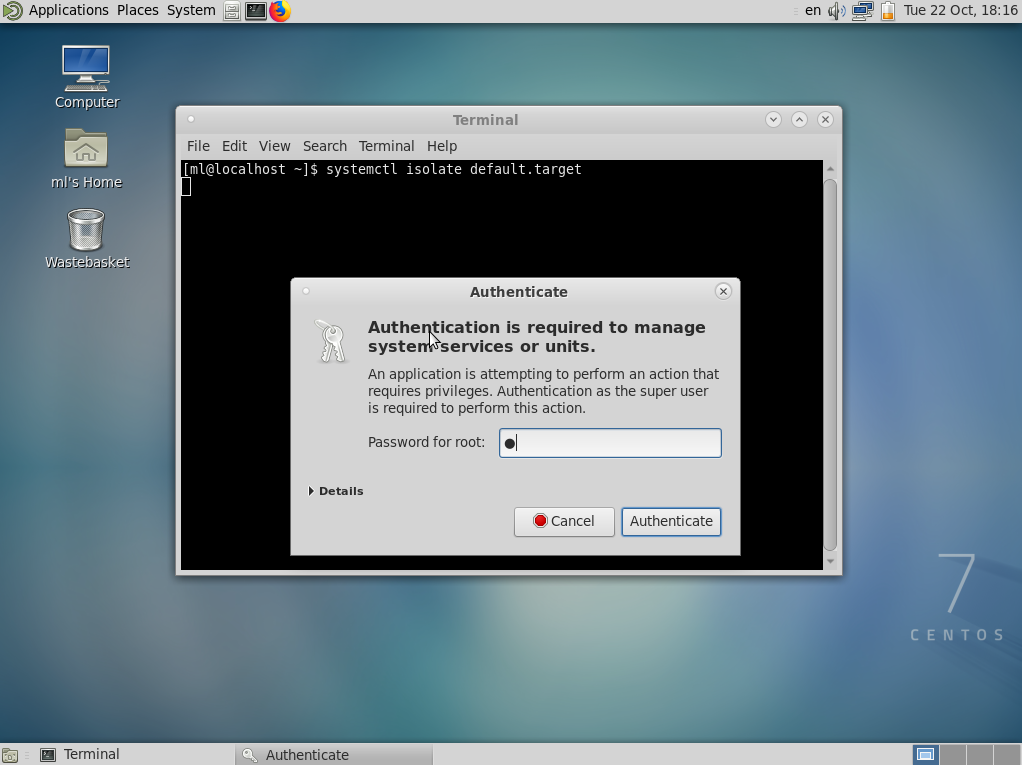 Applications Places System en Tue 22 Oct, 18:16
Computer
ml's Home
Wastebasket
Terminal
File Edit View Search Terminal Help
[ml@localhost ~]$ systemctl isolate default.target
Authenticate
Authentication is required to manage
system services or units.
An application is attempting to perform an action that
requires privileges. Authentication as the super user
is required to perform this action.
Password for root:
Details
Cancel Authenticate
7
CENTOS
Terminal Authenticate